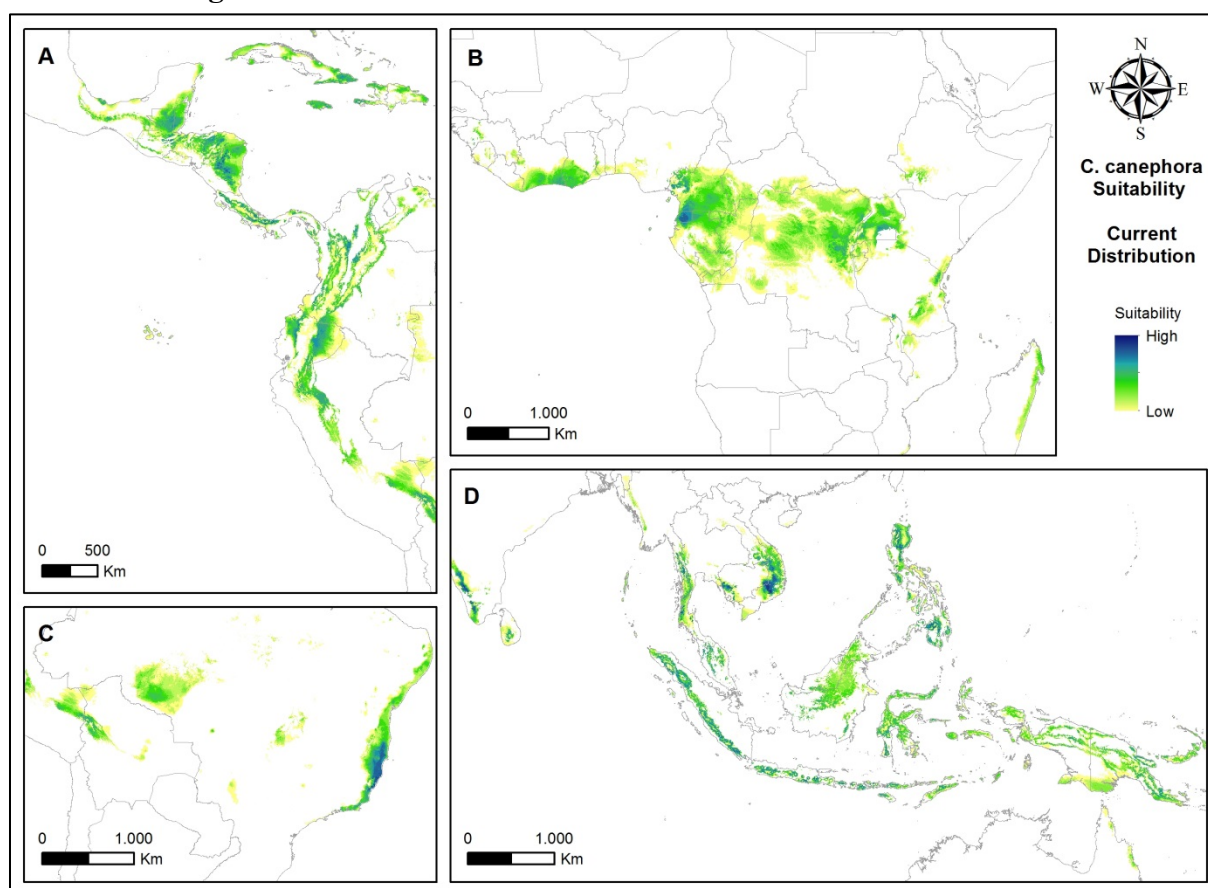 A
0 500
Km
B
0 1.000
Km
N
W E
S
C. canephora
Suitability
Current
Distribution
Suitability
High
Low
C
0 1.000
Km
D
0 1.000
Km